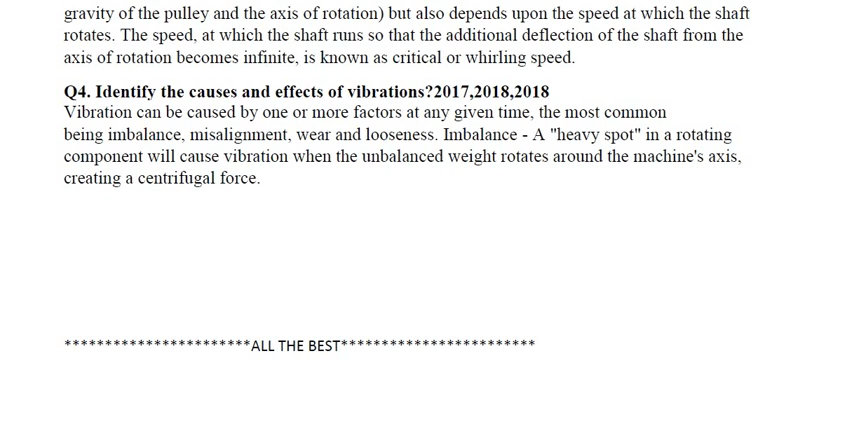 gravity of the pulley and the axis of rotation) but also depends upon the speed at which the shaft
rotates. The speed, at which the shaft runs so that the additional deflection of the shaft from the
axis of rotation becomes infinite, is known as critical or whirling speed.
Q4. Identify the causes and effects of vibrations?2017,2018,2018
Vibration can be caused by one or more factors at any given time, the most common
being imbalance, misalignment, wear and looseness. Imbalance - A "heavy spot" in a rotating
component will cause vibration when the unbalanced weight rotates around the machine's axis,
creating a centrifugal force.
***********************ALL THE BEST************************